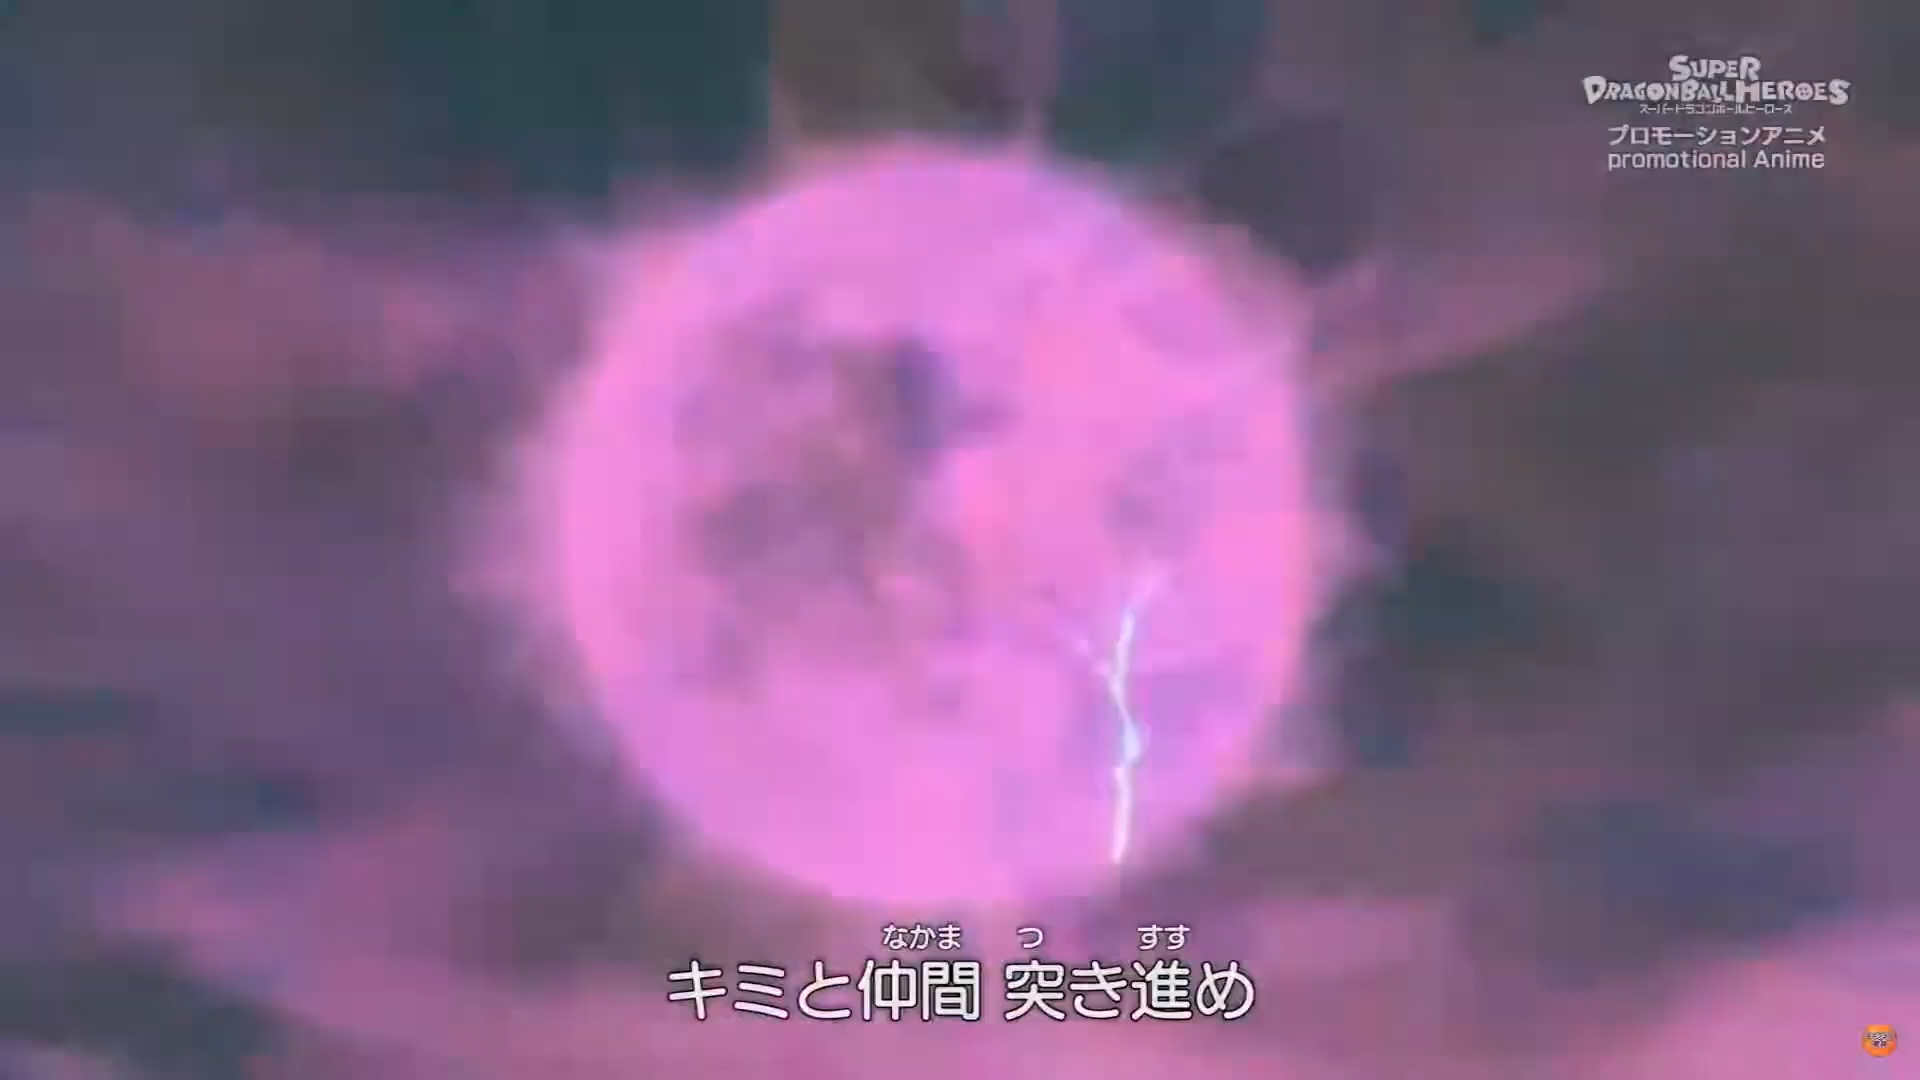 SUPER
DRAGONBALL HEROES
スーパードラゴンボールヒーローズ
プロモーションアニメ
promotional Anime
なかま つ すす
キミと仲間 突き進め